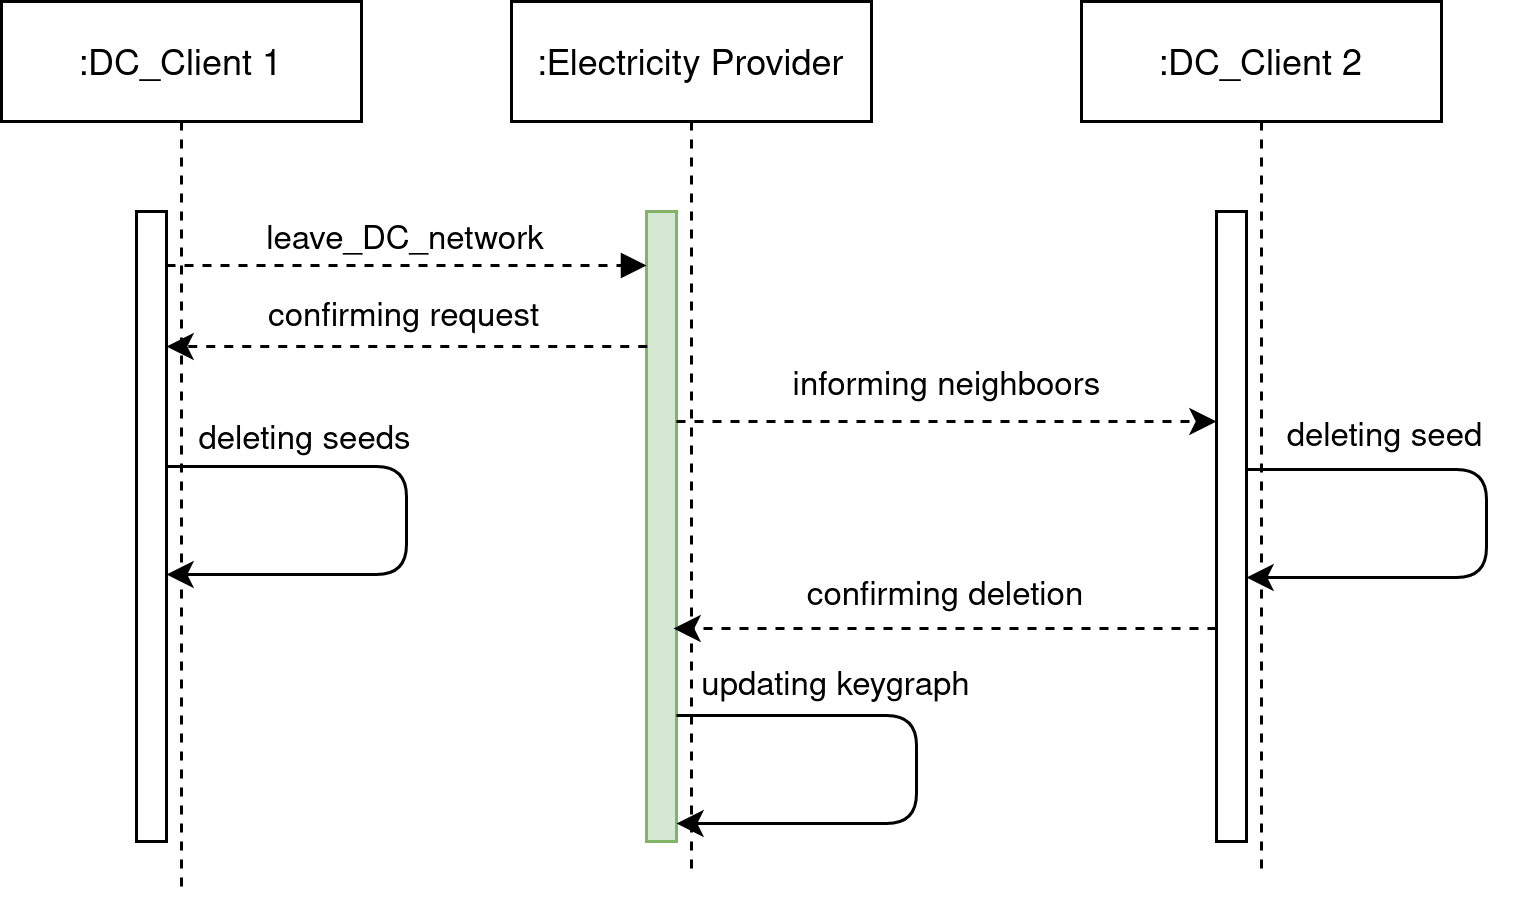 :DC_Client 1
:Electricity Provider
:DC_Client 2
leave_DC_network
confirming request
informing neighboors
deleting seeds
deleting seed
confirming deletion
updating keygraph